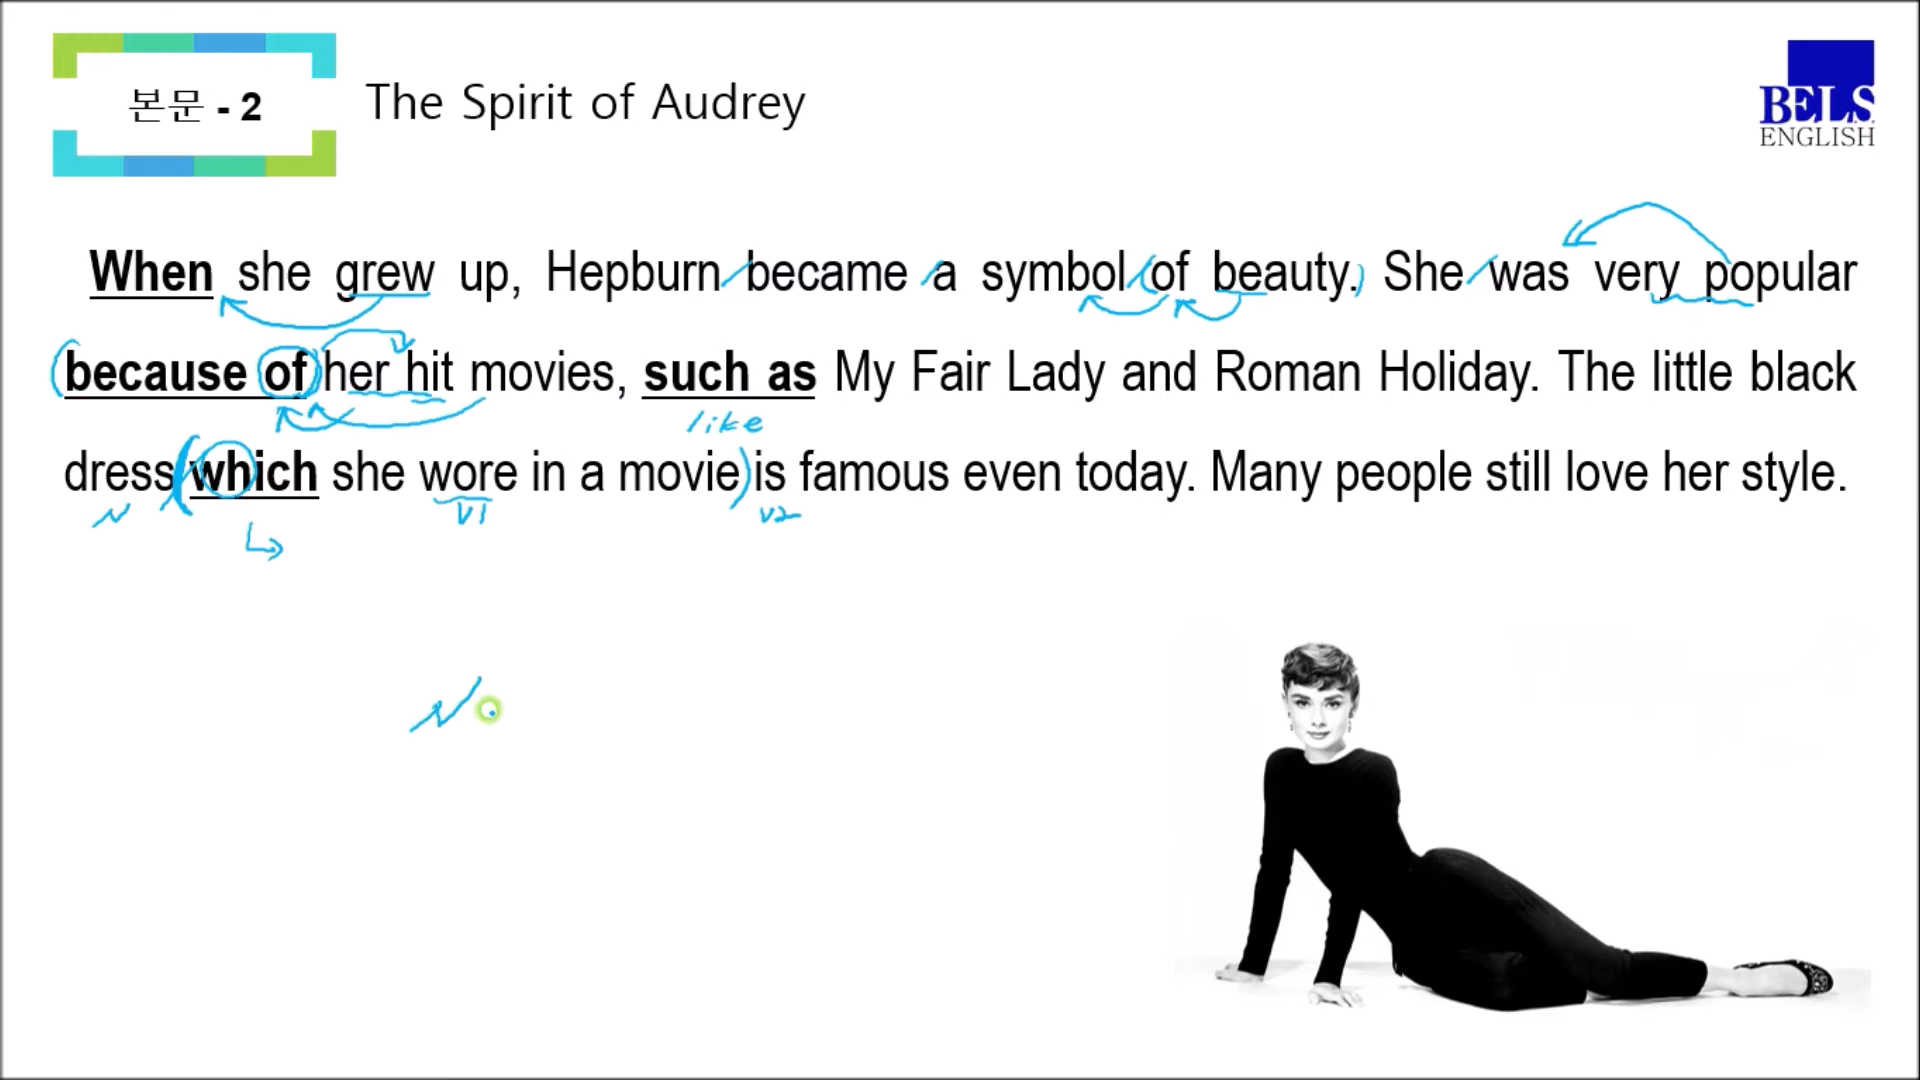 본문 - 2
The Spirit of Audrey
BELS
ENGLISH
When she grew up, Hepburn became a symbol of beauty. She was very popular
because of her hit movies, such as My Fair Lady and Roman Holiday. The little black
like
dress which she wore in a movie is famous even today. Many people still love her style.
N V1 V2
N